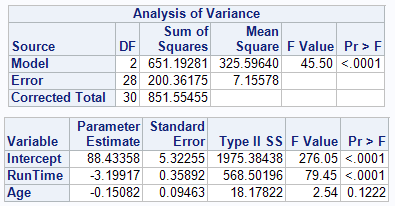 Analysis of Variance
Sum of Mean
Source DF Squares Square F Value Pr > F
Model 2 651.19281 325.59640 45.50 <.0001
Error 28 200.36175 7.15578
Corrected Total 30 851.55455
Parameter Standard
Variable Estimate Error Type II SS F Value Pr > F
Intercept 88.43358 5.32255 1975.38438 276.05 <.0001
RunTime -3.19917 0.35892 568.50196 79.45 <.0001
Age -0.15082 0.09463 18.17822 2.54 0.1222